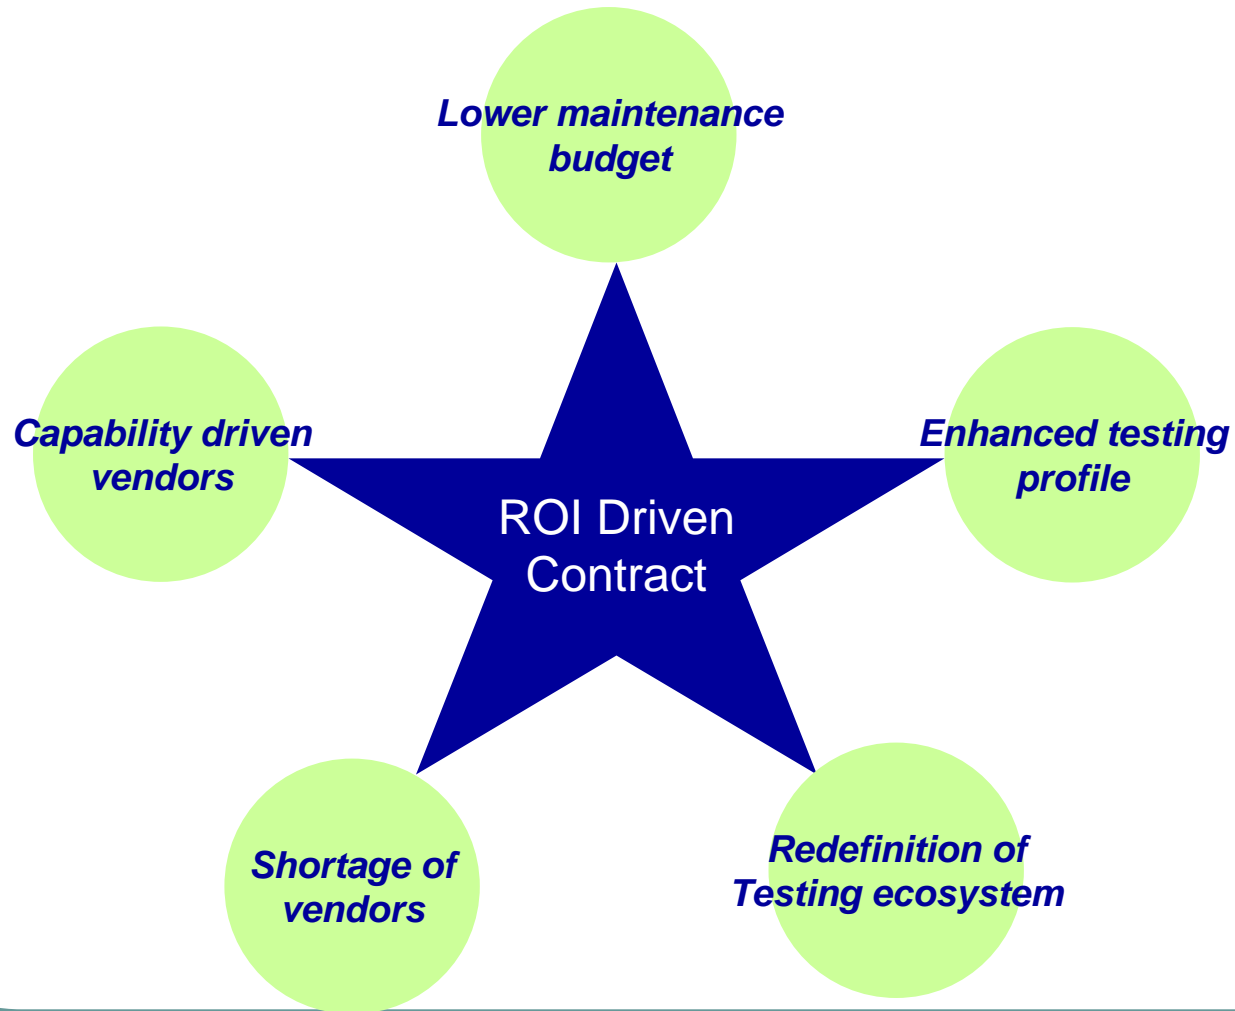 Lower maintenance
budget
Capability driven
vendors
Enhanced testing
profile
ROI Driven
Contract
Shortage of
vendors
Redefinition of
Testing ecosystem